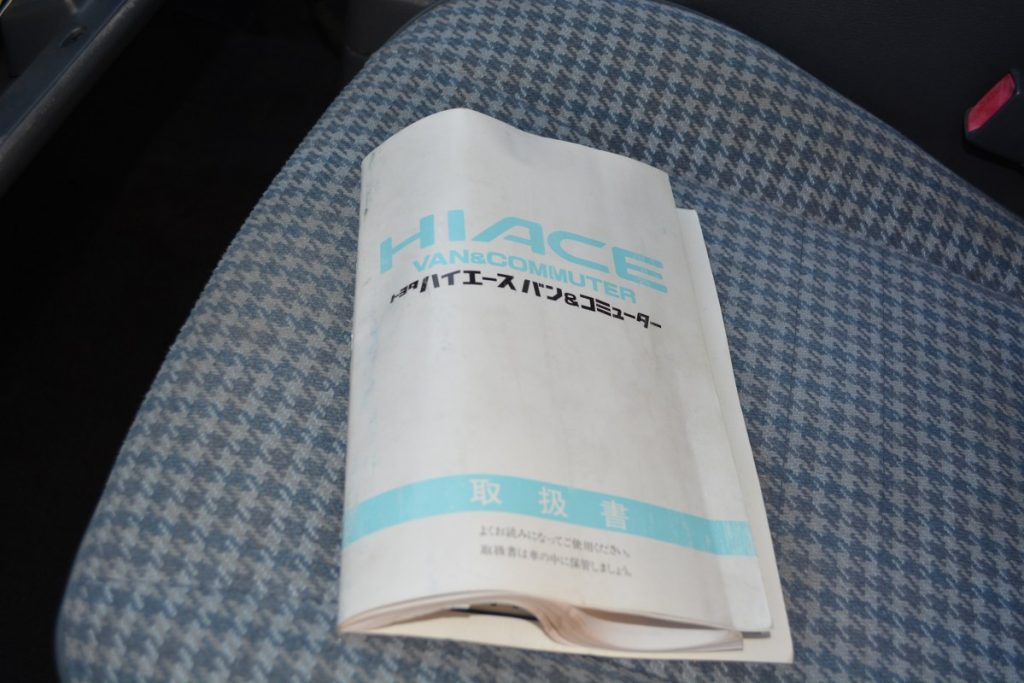 HIACE
VAN&COMMUTER
トヨタ ハイエース バン&コミューター
取扱書
よくお読みになってご使用ください。
取扱書は車の中に保管しましょう。